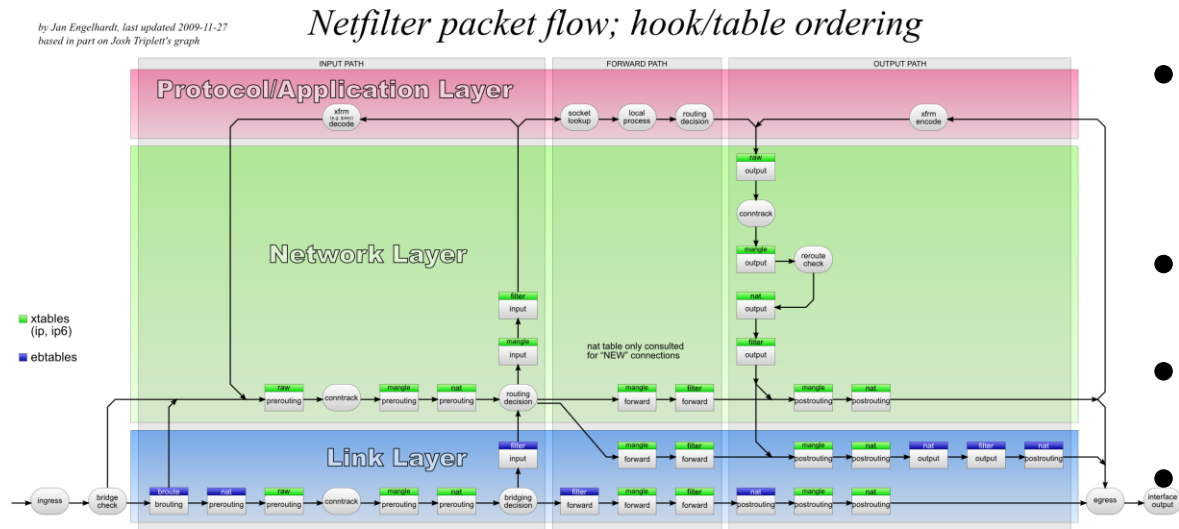 by Jan Engelhardt, last updated 2009-11-27
based in part on Josh Triplett's graph
Netfilter packet flow; hook/table ordering
INPUT PATH
FORWARD PATH
OUTPUT PATH
Protocol/Application Layer
xfrm
(e.g. ipsec)
decode
socket
lookup
local
process
routing
decision
xfrm
encode
raw
output
conntrack
Network Layer
mangle
output
reroute
check
filter
input
nat
output
xtables
(ip, ip6)
ebtables
mangle
input
nat table only consulted
for "NEW" connections
filter
output
raw
prerouting
conntrack
mangle
prerouting
nat
prerouting
routing
decision
mangle
forward
filter
forward
mangle
postrouting
nat
postrouting
Link Layer
filter
input
mangle
forward
filter
forward
mangle
postrouting
nat
postrouting
nat
output
filter
output
nat
postrouting
ingress
bridge
check
broute
brouting
nat
prerouting
raw
prerouting
conntrack
mangle
prerouting
nat
prerouting
bridging
decision
filter
forward
mangle
forward
filter
forward
nat
postrouting
mangle
postrouting
nat
postrouting
egress
interface
output